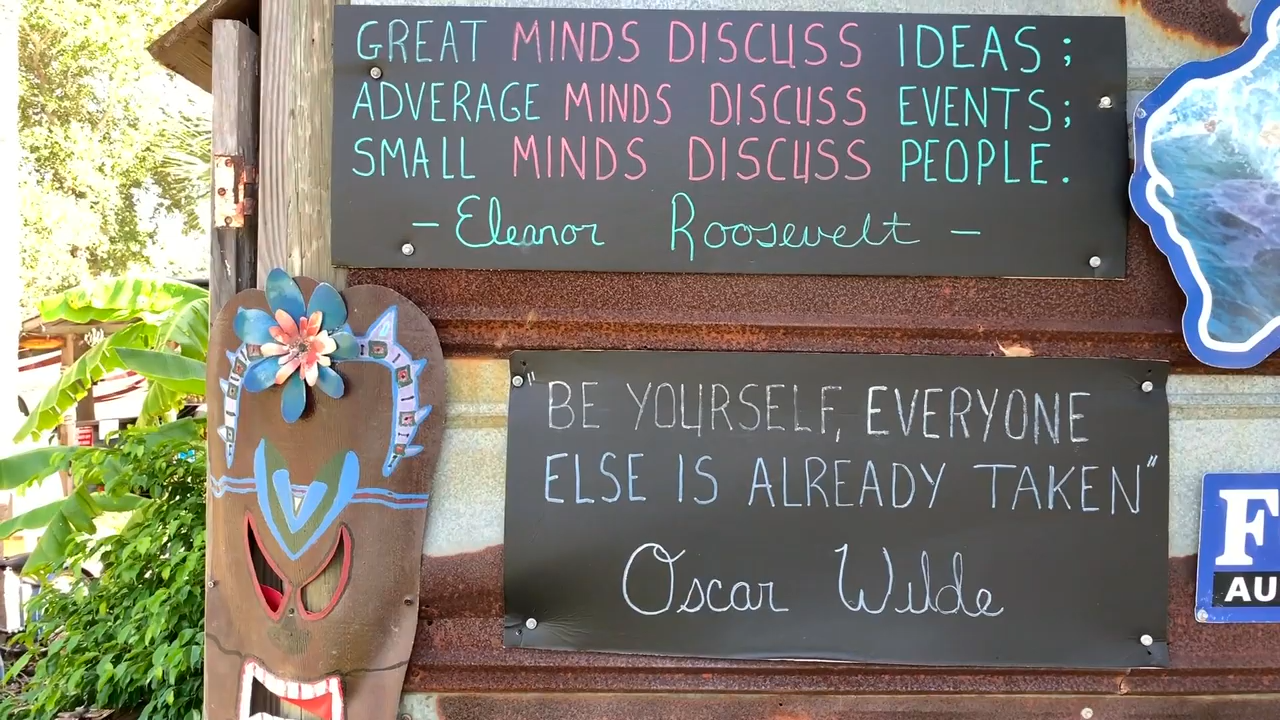 GREAT MINDS DISCUSS IDEAS;
ADVERAGE MINDS DISCUSS EVENTS;
SMALL MINDS DISCUSS PEOPLE.
- Eleanor Roosevelt -
"BE YOURSELF, EVERYONE
ELSE IS ALREADY TAKEN"
Oscar Wilde
F
AU